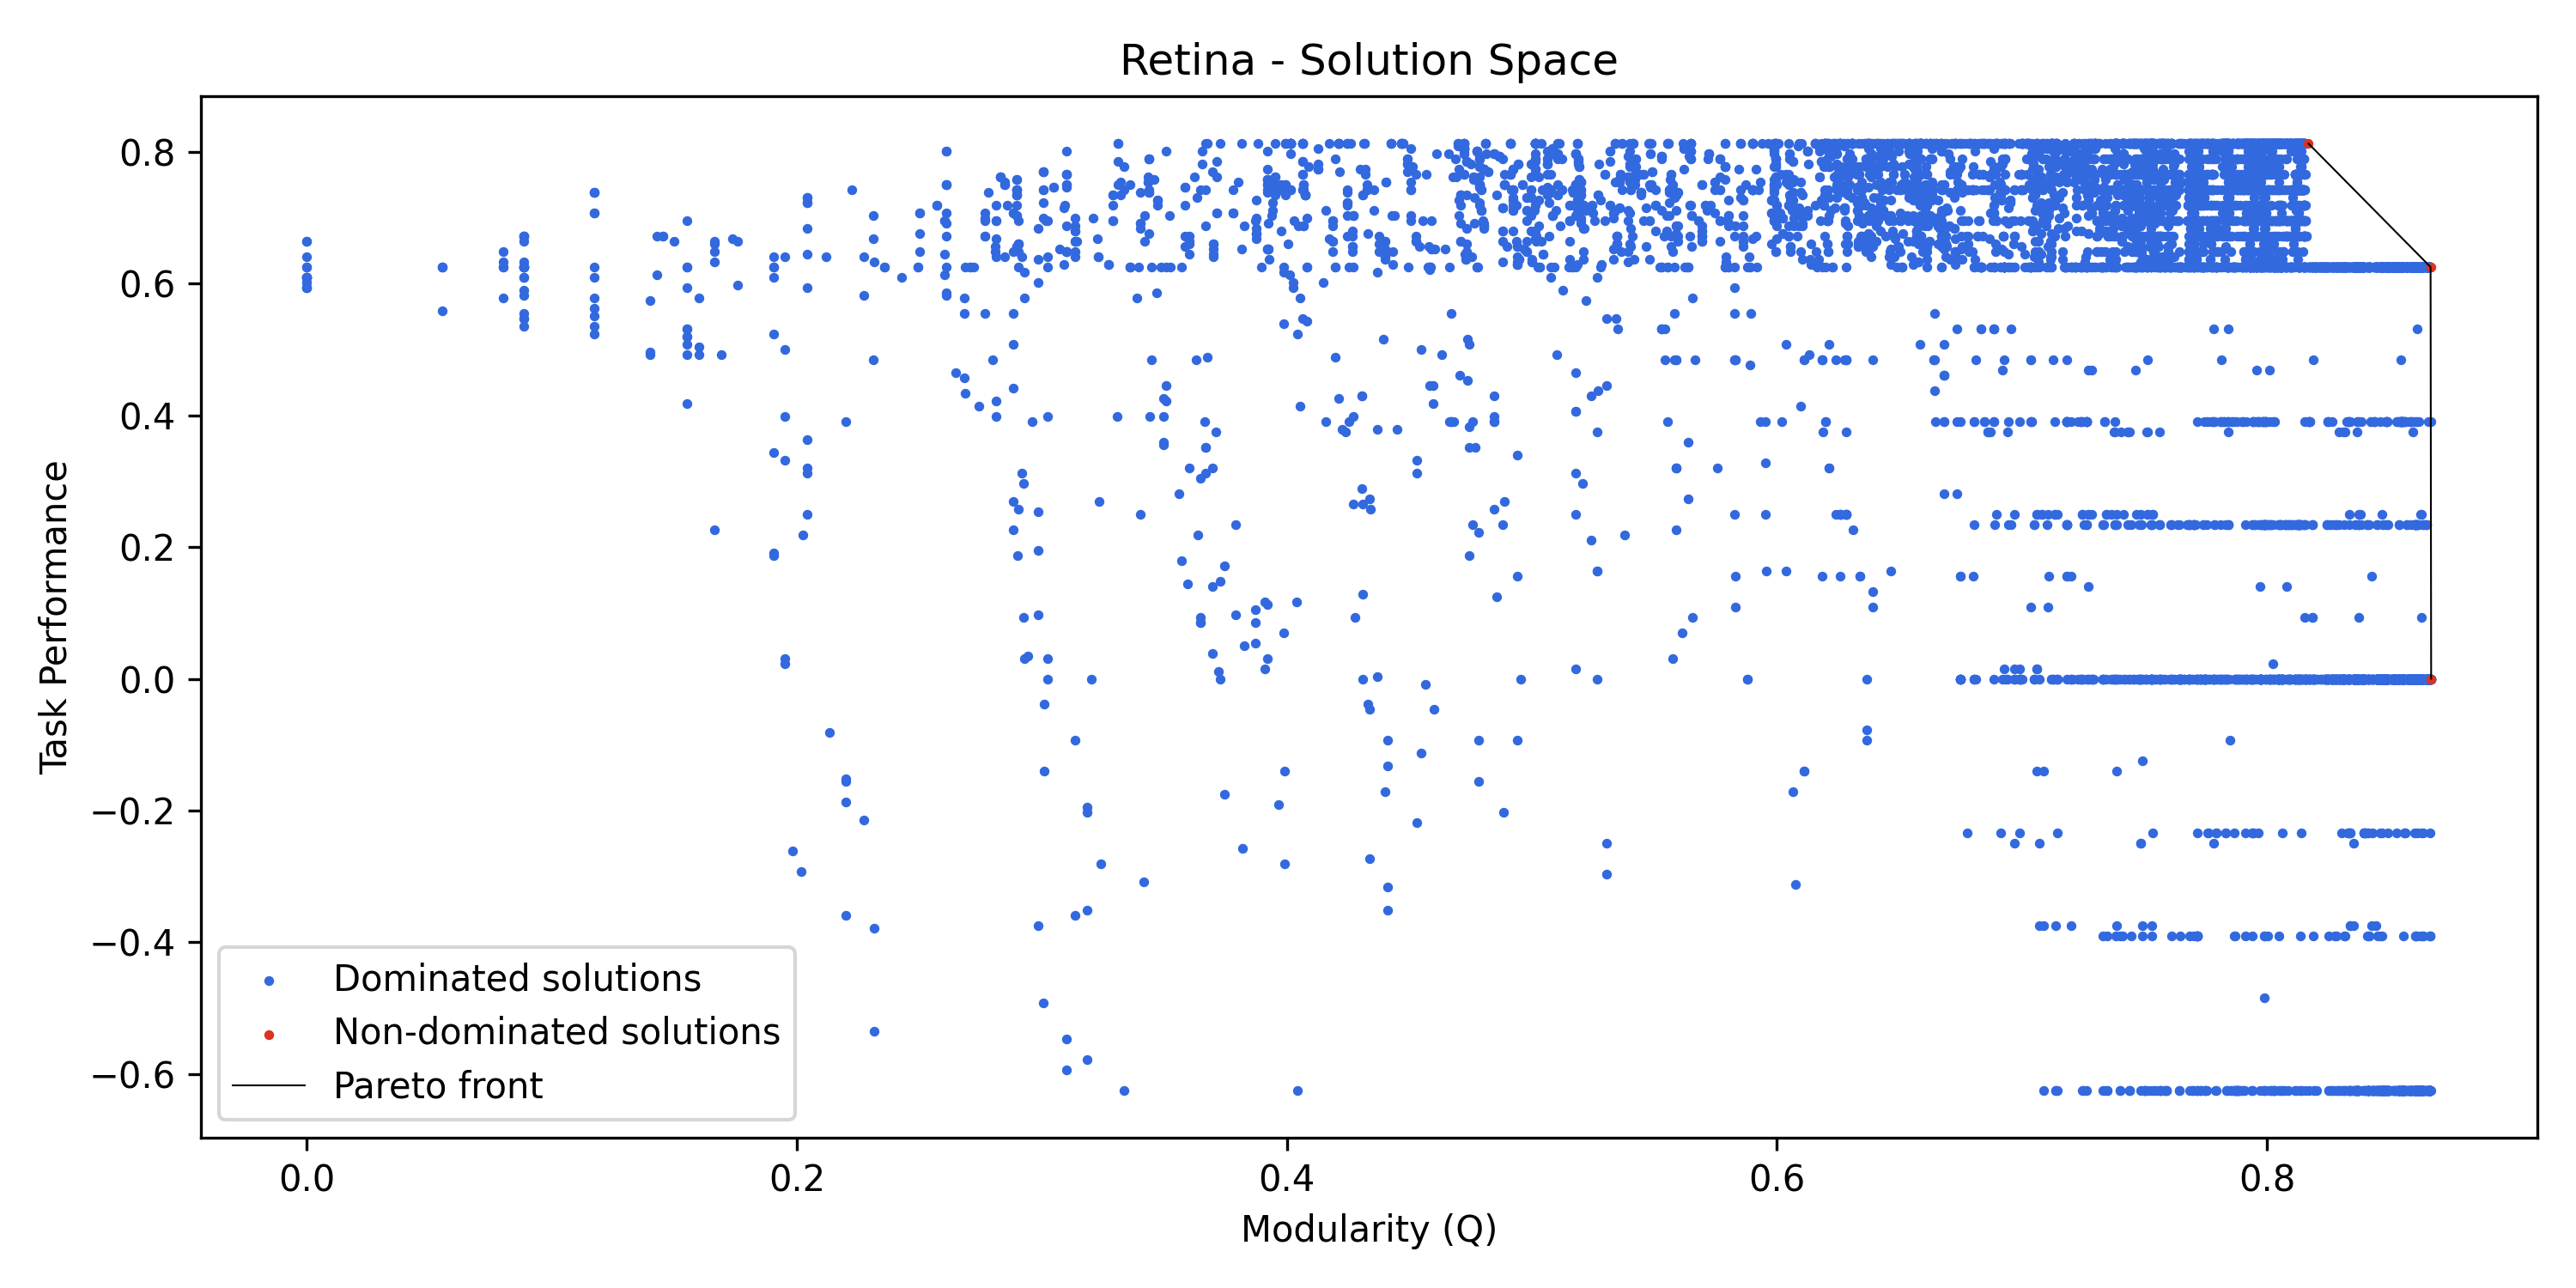 Retina - Solution Space
Task Performance
0.8
0.6
0.4
0.2
0.0
−0.2
−0.4
−0.6
Dominated solutions
Non-dominated solutions
Pareto front
0.0 0.2 0.4 0.6 0.8
Modularity (Q)